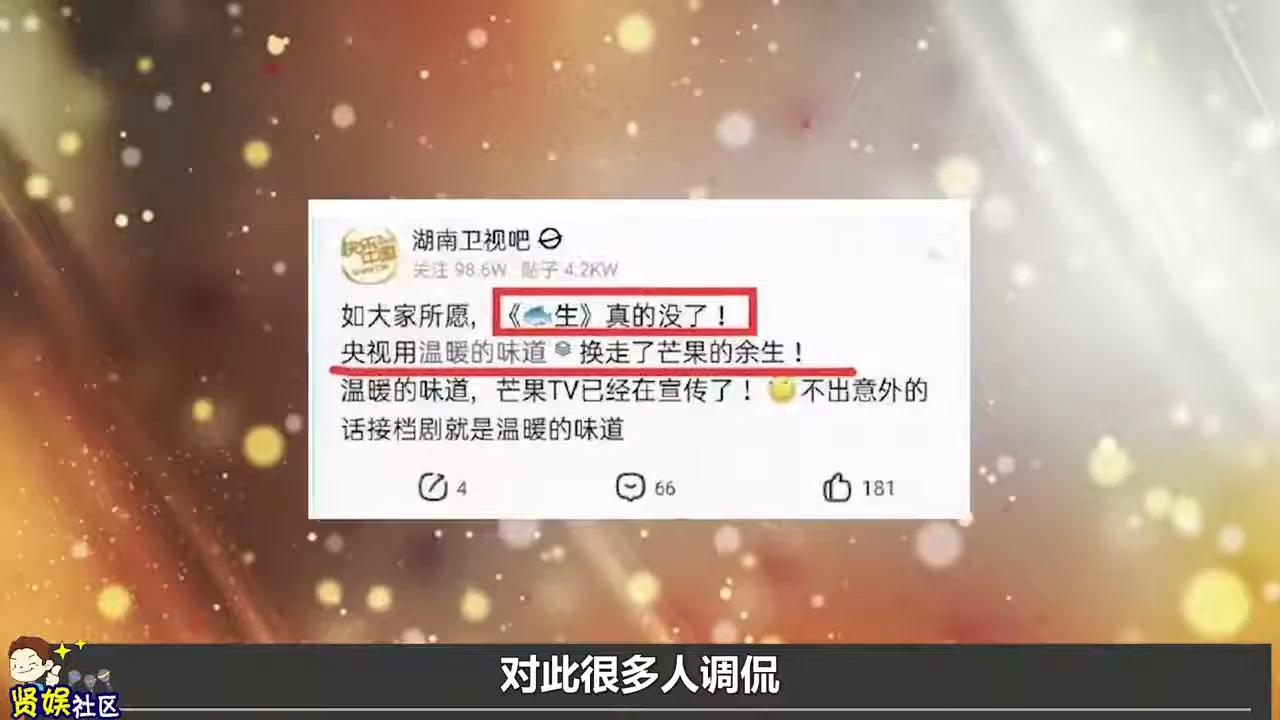 湖南卫视吧
关注 98.6W 贴子 4.2KW
如大家所愿,《🐟生》真的没了!
央视用温暖的味道换走了芒果的余生!
温暖的味道,芒果TV已经在宣传了!不出意外的
话接档剧就是温暖的味道
4 66 181
对此很多人调侃
贤娱社区